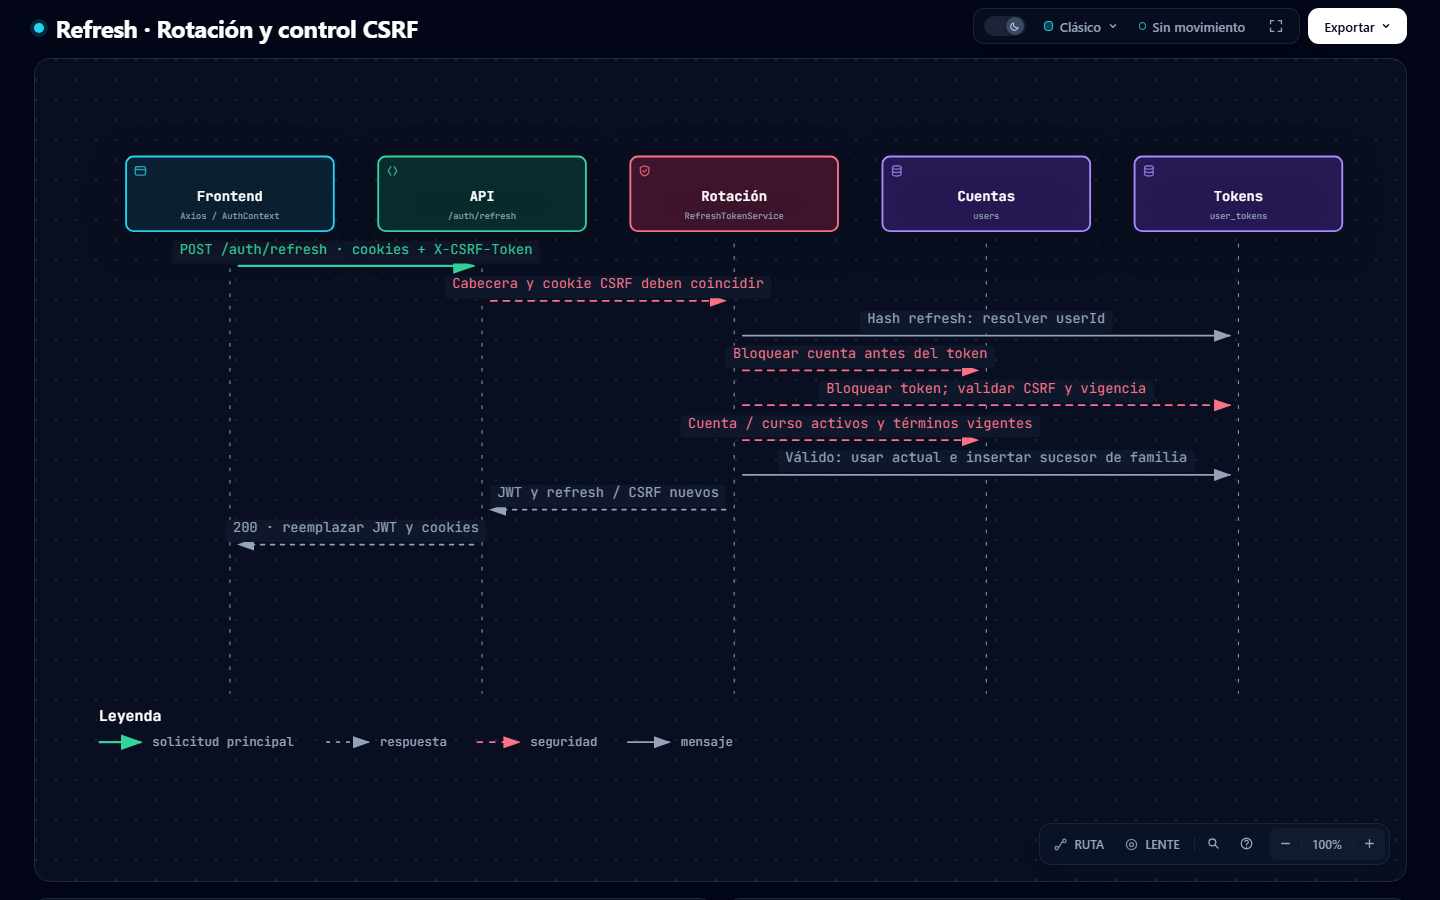 Refresh · Rotación y control CSRF
Clásico
Sin movimiento
Exportar
Frontend
Axios / AuthContext
API
/auth/refresh
Rotación
RefreshTokenService
Cuentas
users
Tokens
user_tokens
POST /auth/refresh · cookies + X-CSRF-Token
Cabecera y cookie CSRF deben coincidir
Hash refresh: resolver userId
Bloquear cuenta antes del token
Bloquear token; validar CSRF y vigencia
Cuenta / curso activos y términos vigentes
Válido: usar actual e insertar sucesor de familia
JWT y refresh / CSRF nuevos
200 · reemplazar JWT y cookies
Leyenda
solicitud principal
respuesta
seguridad
mensaje
RUTA
LENTE
− 100% +